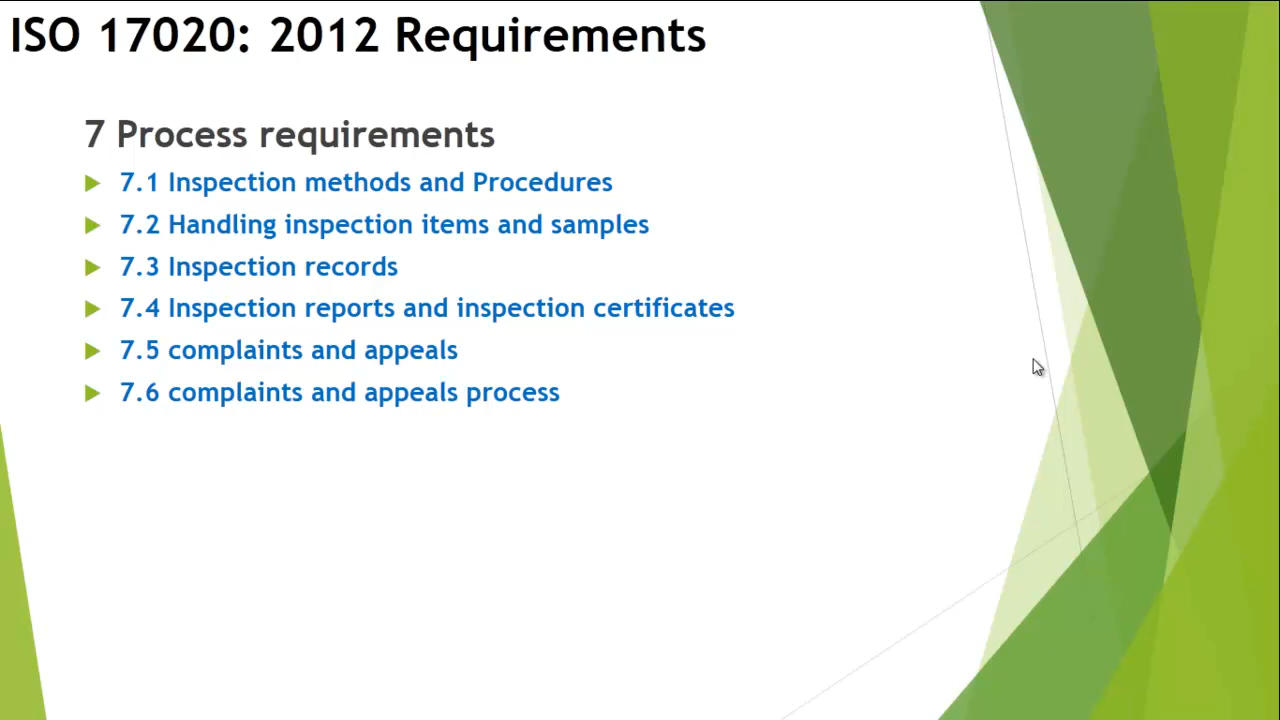 ISO 17020: 2012 Requirements
7 Process requirements
7.1 Inspection methods and Procedures
7.2 Handling inspection items and samples
7.3 Inspection records
7.4 Inspection reports and inspection certificates
7.5 complaints and appeals
7.6 complaints and appeals process